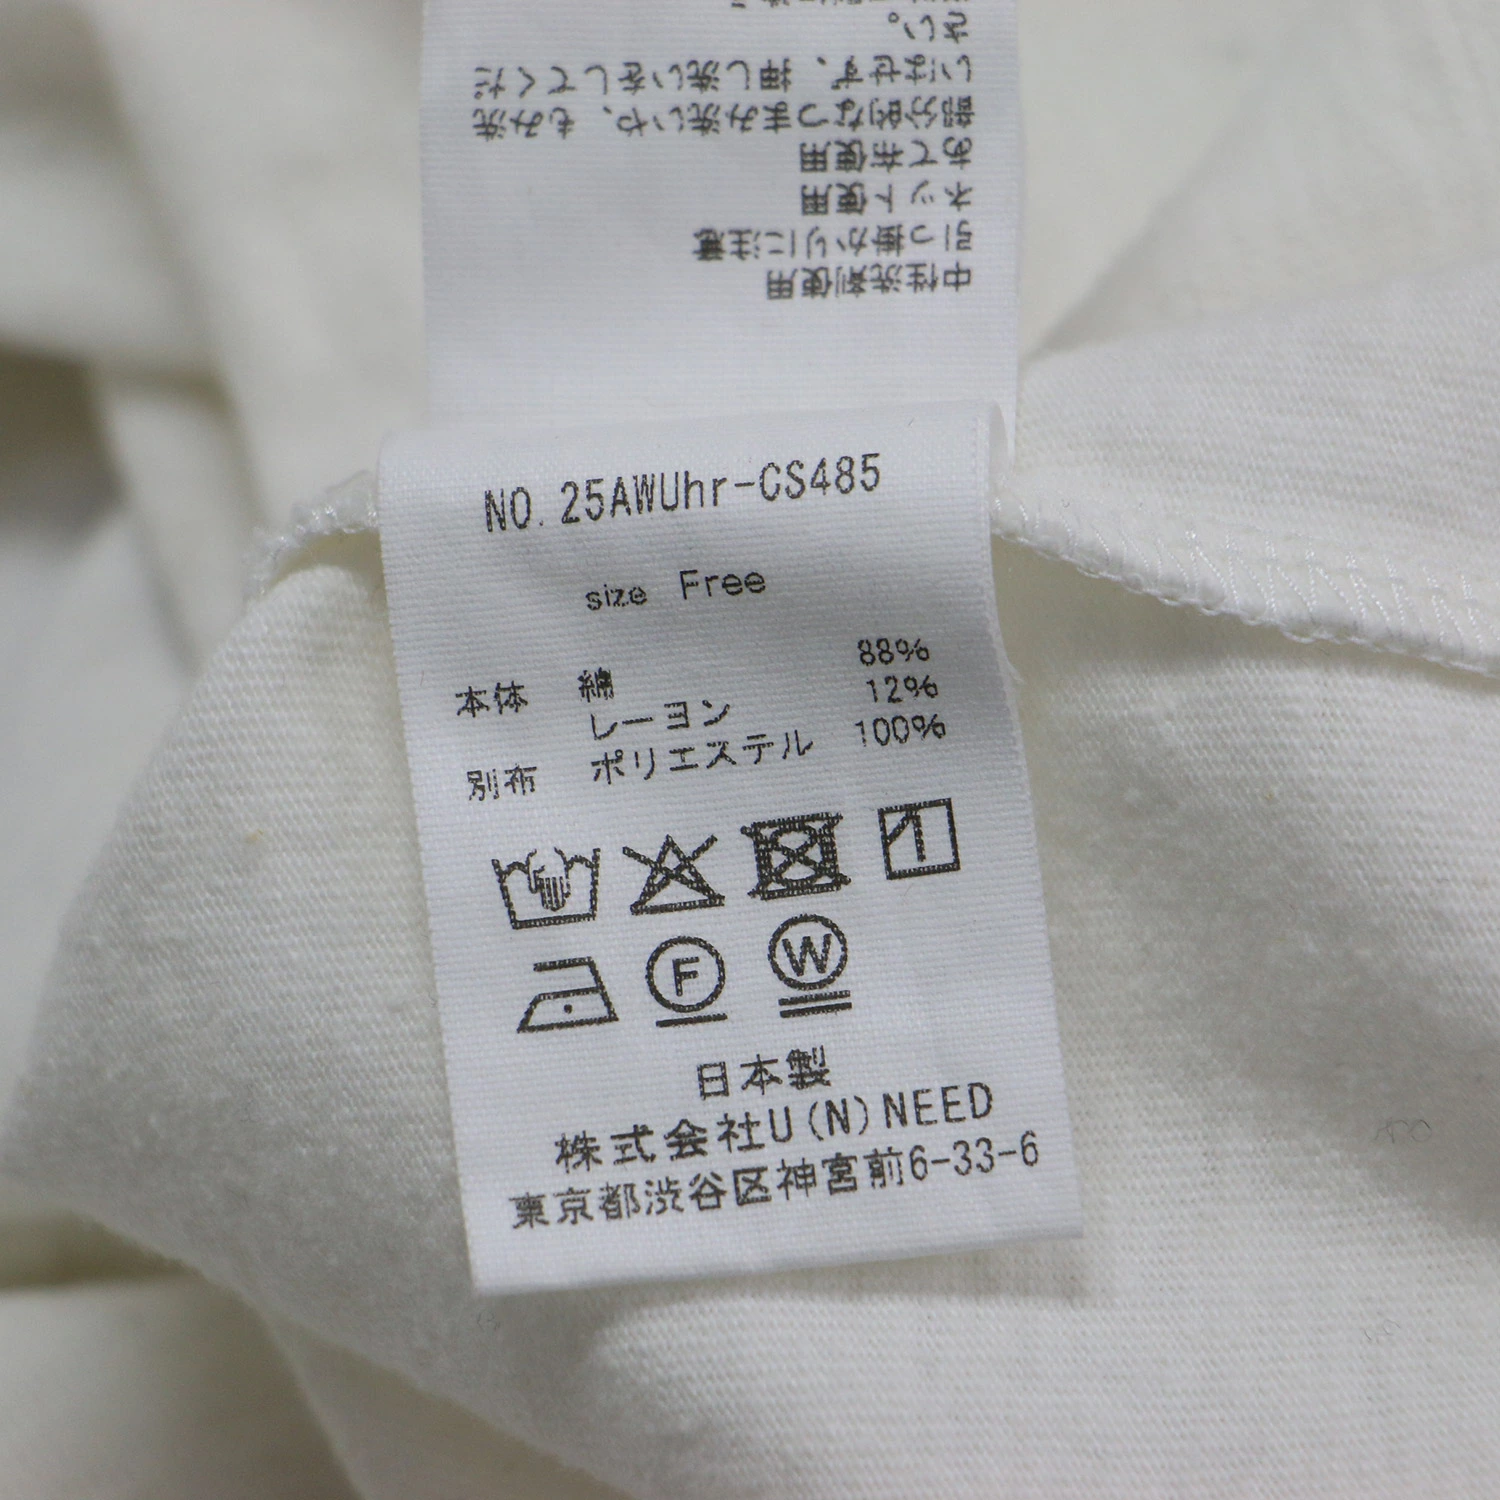 中性洗剤使用
引っ掛かりに注意
ネット使用
あて布使用
部分的なつまみ洗いや、もみ洗
いはせず、押し洗いをしてくだ
さい。
NO. 25AWUhr-CS485
size Free
本体 綿 88%
レーヨン 12%
別布 ポリエステル 100%
F W
日本製
株式会社U(N)NEED
東京都渋谷区神宮前6-33-6